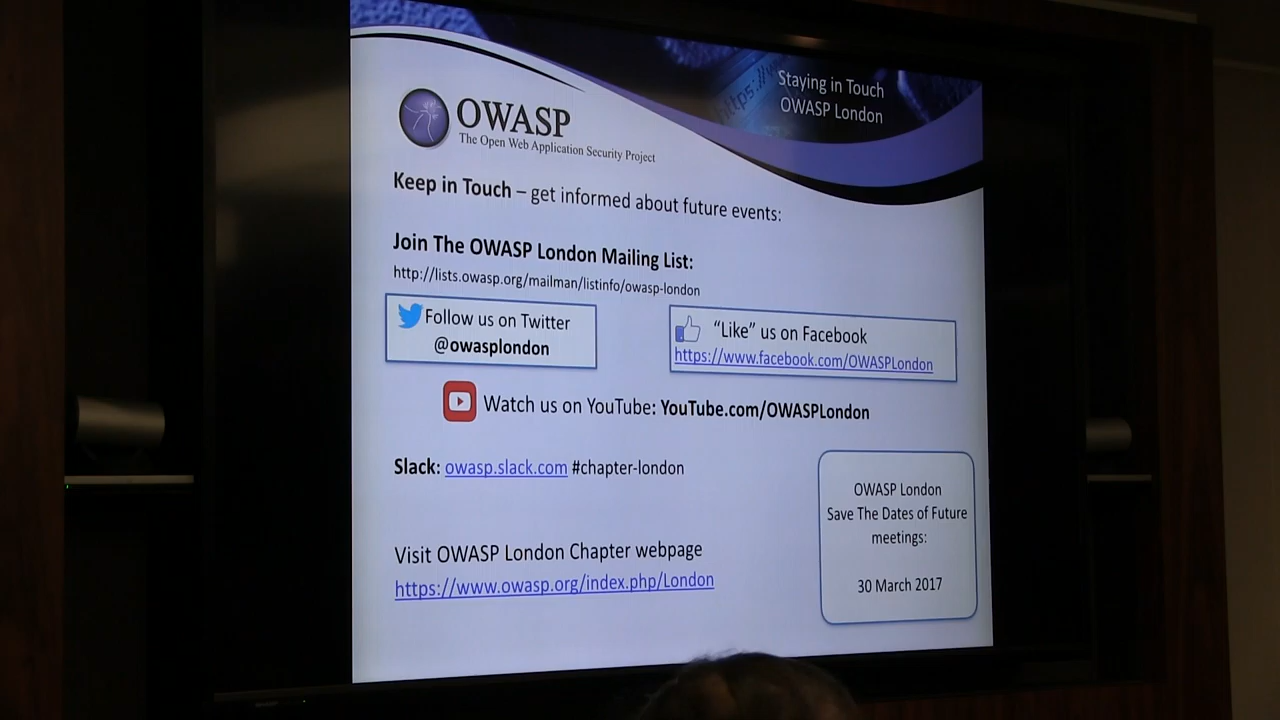 Staying in Touch
OWASP London
OWASP
The Open Web Application Security Project
Keep in Touch – get informed about future events:
Join The OWASP London Mailing List:
http://lists.owasp.org/mailman/listinfo/owasp-london
Follow us on Twitter
@owasplondon
“Like” us on Facebook
https://www.facebook.com/OWASPLondon
Watch us on YouTube: YouTube.com/OWASPLondon
Slack: owasp.slack.com #chapter-london
OWASP London
Save The Dates of Future
meetings:
30 March 2017
Visit OWASP London Chapter webpage
https://www.owasp.org/index.php/London